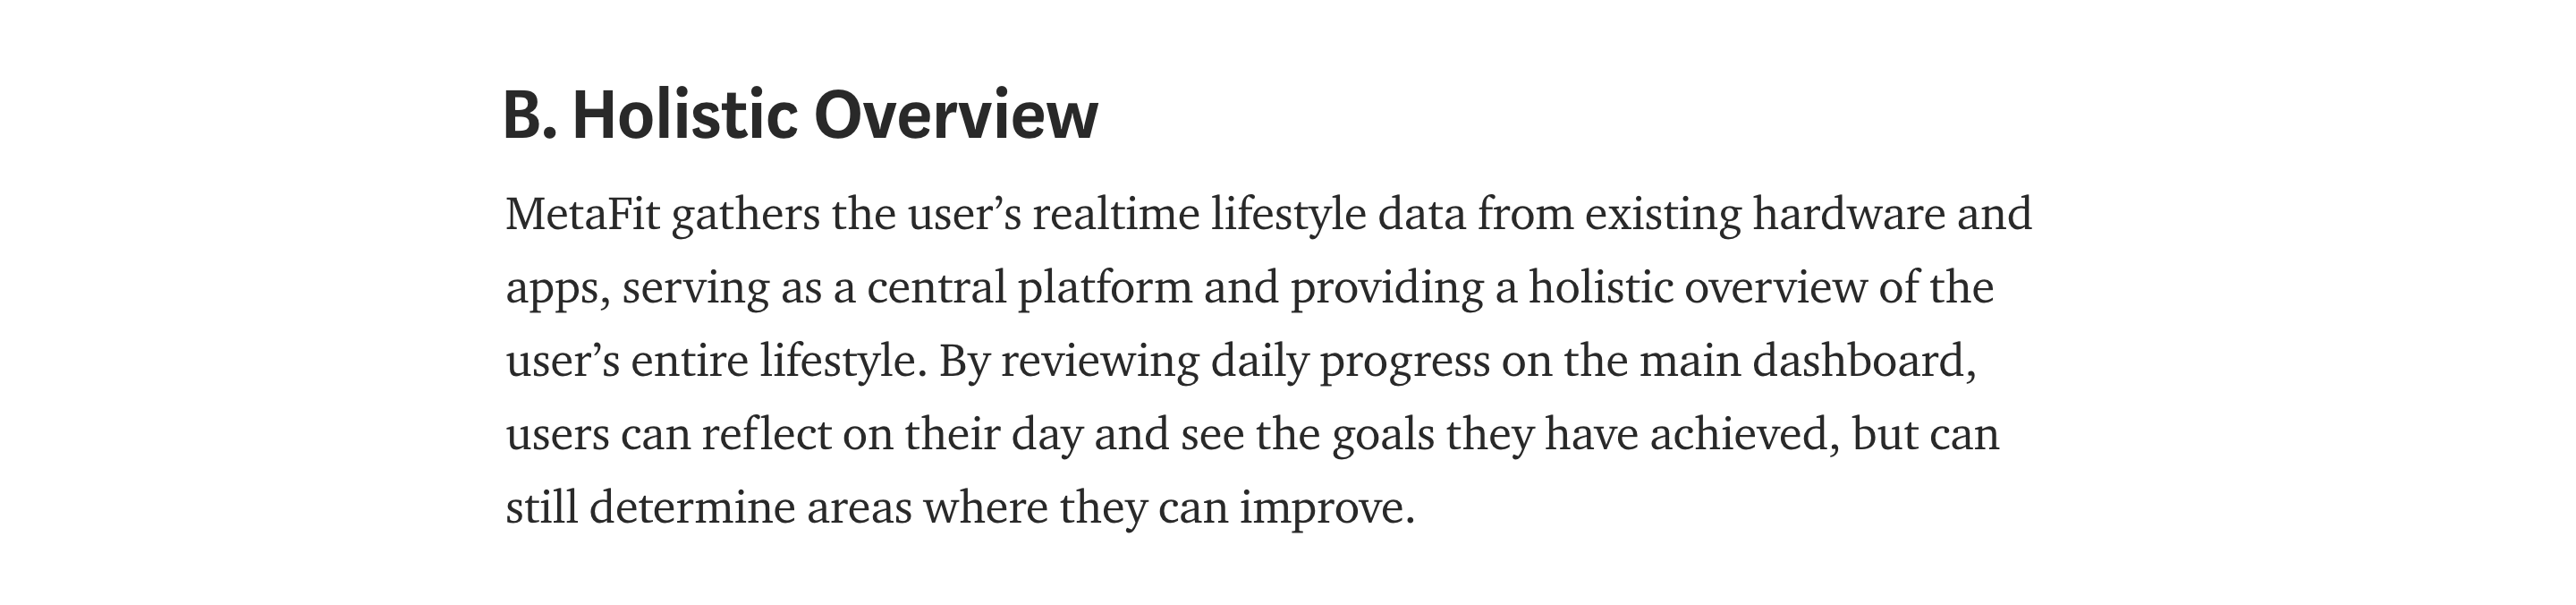 B. Holistic Overview
MetaFit gathers the user’s realtime lifestyle data from existing hardware and
apps, serving as a central platform and providing a holistic overview of the
user’s entire lifestyle. By reviewing daily progress on the main dashboard,
users can reflect on their day and see the goals they have achieved, but can
still determine areas where they can improve.